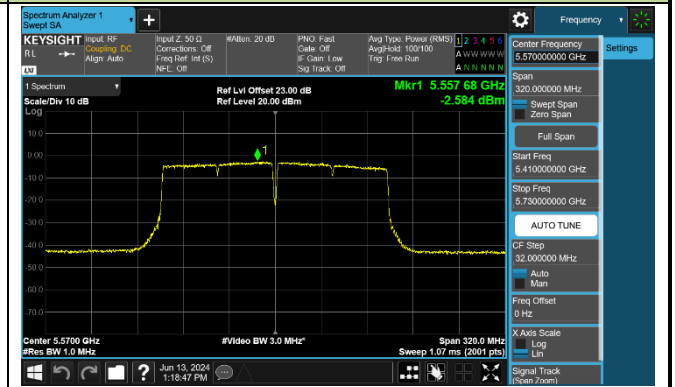 Spectrum Analyzer 1
Swept SA
+
Frequency
KEYSIGHT
RL
LXI
Input: RF
Coupling: DC
Align: Auto
Input Z: 50 Ω
Corrections: Off
Freq Ref: Int (S)
NFE: Off
#Atten: 20 dB
PNO: Fast
Gate: Off
IF Gain: Low
Sig Track: Off
Avg Type: Power (RMS)
Avg|Hold: 100/100
Trig: Free Run
1 2 3 4 5 6
A W W W W W
A N N N N N
1 Spectrum
Scale/Div 10 dB
Log
Ref Lvl Offset 23.00 dB
Ref Level 20.00 dBm
Mkr1 5.557 68 GHz
-2.584 dBm
10.0
0.00
-10.0
-20.0
-30.0
-40.0
-50.0
-60.0
-70.0
1
Center 5.5700 GHz
#Res BW 1.0 MHz
#Video BW 3.0 MHz*
Span 320.0 MHz
Sweep 1.07 ms (2001 pts)
Jun 13, 2024
1:18:47 PM
Center Frequency
5.570000000 GHz
Settings
Span
320.000000 MHz
Swept Span
Zero Span
Full Span
Start Freq
5.410000000 GHz
Stop Freq
5.730000000 GHz
AUTO TUNE
CF Step
32.000000 MHz
Auto
Man
Freq Offset
0 Hz
X Axis Scale
Log
Lin
Signal Track
(Span Zoom)